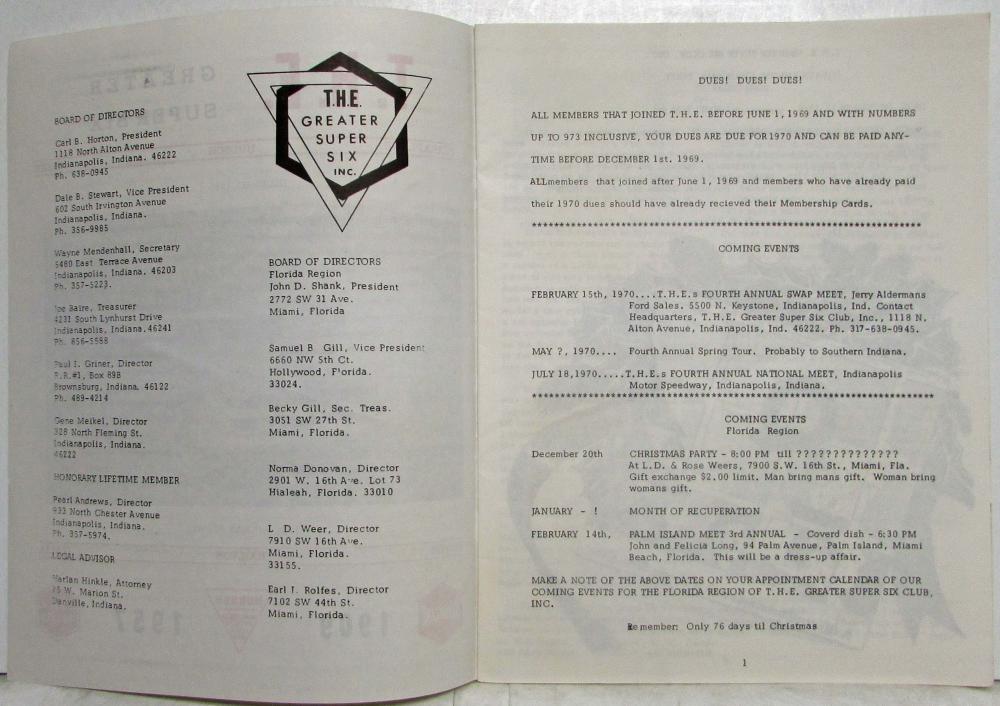 BOARD OF DIRECTORS
Carl B. Horton, President
1118 North Alton Avenue
Indianapolis, Indiana. 46222
Ph. 638-0945
Dale B. Stewart, Vice President
602 South Irvington Avenue
Indianapolis, Indiana.
Ph. 356-9985
Wayne Mendenhall, Secretary
5480 East Terrace Avenue
Indianapolis, Indiana. 46203
Ph. 357-5223.
Joe Baire, Treasurer
4231 South Lynhurst Drive
Indianapolis, Indiana. 46241
Ph. 856-5588
Paul I. Griner, Director
R.R.#1, Box 89B
Brownsburg, Indiana. 46122
Ph. 489-4214
Gene Meikel, Director
328 North Fleming St.
Indianapolis, Indiana.
46222
HONORARY LIFETIME MEMBER
Pearl Andrews, Director
933 North Chester Avenue
Indianapolis, Indiana.
Ph. 357-5974.
LEGAL ADVISOR
Harlan Hinkle, Attorney
W. Marion St.
Danville, Indiana.
T.H.E.
GREATER
SUPER
SIX
INC.
BOARD OF DIRECTORS
Florida Region
John D. Shank, President
2772 SW 31 Ave.
Miami, Florida
Samuel B. Gill, Vice President
6660 NW 5th Ct.
Hollywood, Florida.
33024.
Becky Gill, Sec. Treas.
3051 SW 27th St.
Miami, Florida.
Norma Donovan, Director
2901 W. 16th Ave. Lot 73
Hialeah, Florida. 33010
L D. Weer, Director
7910 SW 16th Ave.
Miami, Florida.
33155.
Earl J. Rolfes, Director
7102 SW 44th St.
Miami, Florida.
DUES! DUES! DUES!
ALL MEMBERS THAT JOINED T.H.E. BEFORE JUNE 1, 1969 AND WITH NUMBERS
UP TO 973 INCLUSIVE, YOUR DUES ARE DUE FOR 1970 AND CAN BE PAID ANY-
TIME BEFORE DECEMBER 1st. 1969.
ALLmembers that joined after June 1, 1969 and members who have already paid
their 1970 dues should have already recieved their Membership Cards.
******************************************************************
COMING EVENTS
FEBRUARY 15th, 1970....T.H.E.s FOURTH ANNUAL SWAP MEET, Jerry Aldermans
Ford Sales. 5500 N. Keystone, Indianapolis, Ind. Contact
Headquarters, T.H.E. Greater Super Six Club, Inc., 1118 N.
Alton Avenue, Indianapolis, Ind. 46222. Ph. 317-638-0945.
MAY ?, 1970.... Fourth Annual Spring Tour. Probably to Southern Indiana.
JULY 18,1970.....T.H.E.s FOURTH ANNUAL NATIONAL MEET, Indianapolis
Motor Speedway, Indianapolis, Indiana.
********************************************************************
COMING EVENTS
Florida Region
December 20th CHRISTMAS PARTY - 8:00 PM till ??????????????
At L.D. & Rose Weers, 7900 S.W. 16th St., Miami, Fla.
Gift exchange $2.00 limit. Man bring mans gift. Woman bring
womans gift.
JANUARY - ! MONTH OF RECUPERATION
FEBRUARY 14th, PALM ISLAND MEET 3rd ANNUAL - Coverd dish - 6:30 PM
John and Felicia Long, 94 Palm Avenue, Palm Island, Miami
Beach, Florida. This will be a dress-up affair.
MAKE A NOTE OF THE ABOVE DATES ON YOUR APPOINTMENT CALENDAR OF OUR
COMING EVENTS FOR THE FLORIDA REGION OF T.H.E. GREATER SUPER SIX CLUB,
INC.
Remember: Only 76 days til Christmas
1